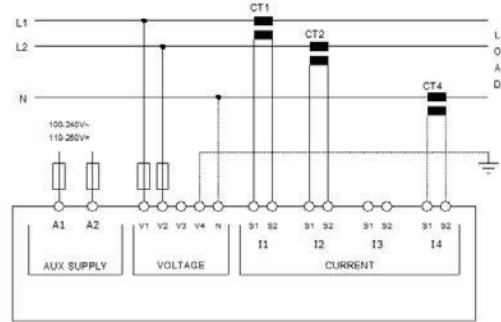 CT1
L1
CT2
L2
L
O
A
D
CT4
N
100-240V~
110-250V=
A1 A2 V1 V2 V3 V4 N S1 S2 S1 S2 S1 S2 S1 S2
I1 I2 I3 I4
AUX SUPPLY VOLTAGE CURRENT